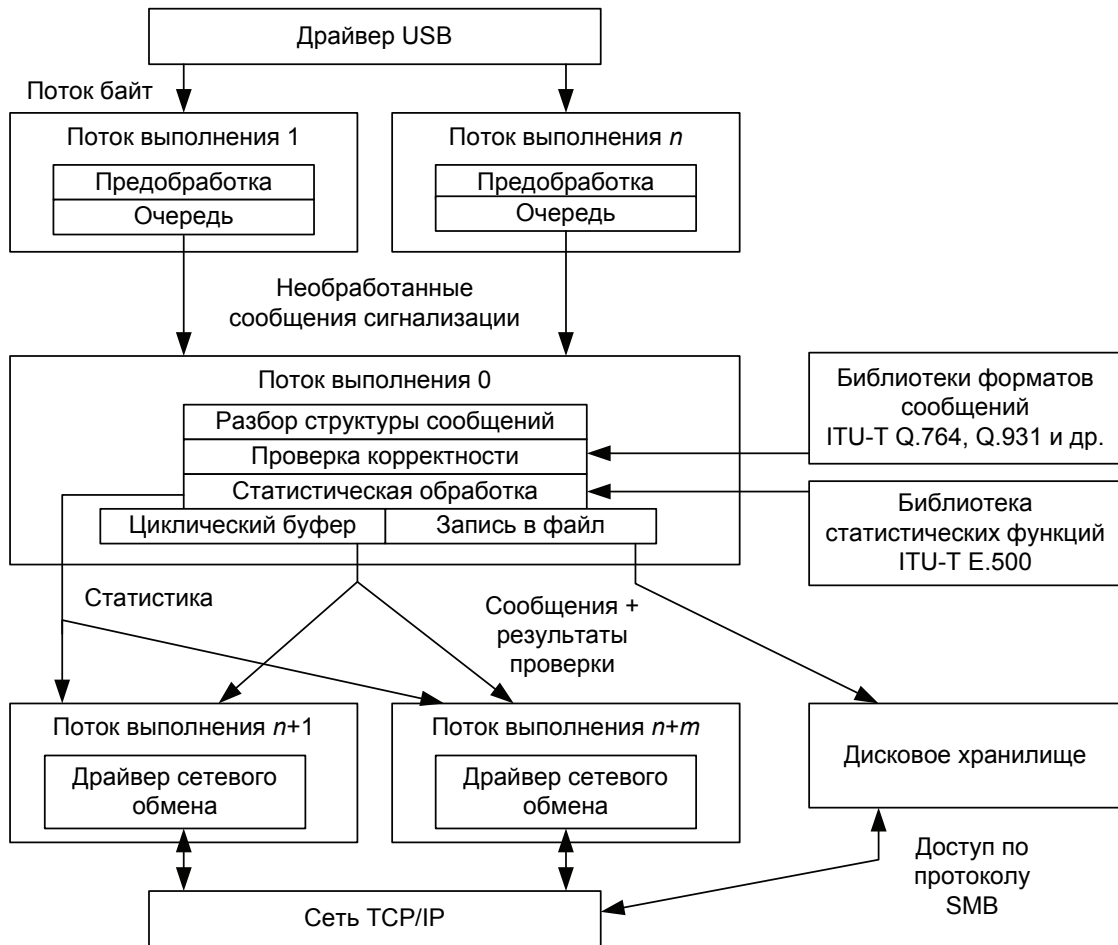 Драйвер USB
Поток байт
Поток выполнения 1
Предобработка
Очередь
Поток выполнения n
Предобработка
Очередь
Необработанные
сообщения сигнализации
Поток выполнения 0
Разбор структуры сообщений
Проверка корректности
Статистическая обработка
Циклический буфер
Запись в файл
Библиотеки форматов
сообщений
ITU-T Q.764, Q.931 и др.
Библиотека
статистических функций
ITU-T E.500
Статистика
Сообщения +
результаты
проверки
Поток выполнения n+1
Драйвер сетевого
обмена
Поток выполнения n+m
Драйвер сетевого
обмена
Дисковое хранилище
Доступ по
протоколу
SMB
Сеть TCP/IP